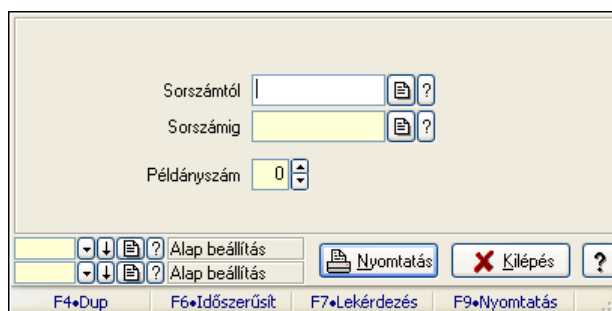 Sorszámtól ?
Sorszámig ?
Példányszám 0
? Alap beállítás
? Alap beállítás
Nyomtatás Kilépés ?
F4•Dup F6•Időszerűsít F7•Lekérdezés F9•Nyomtatás